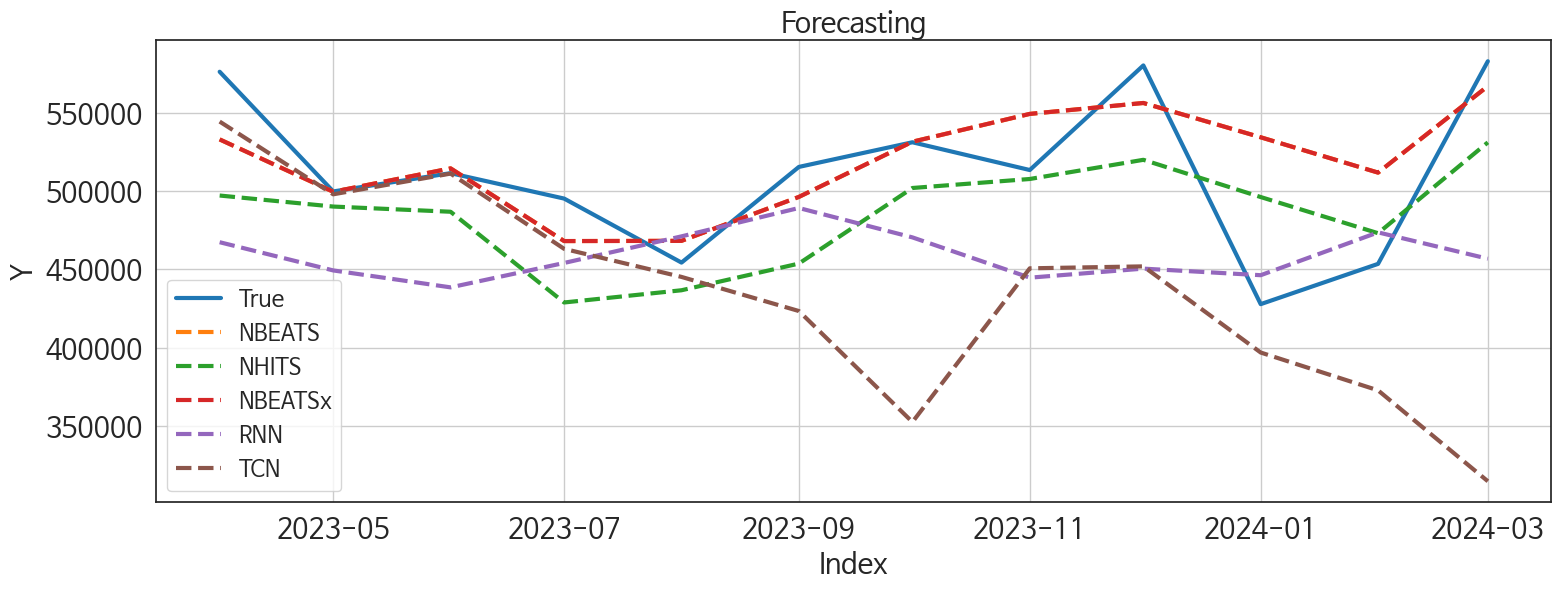 Forecasting
Y
550000
500000
450000
400000
350000
True
NBEATS
NHITS
NBEATSx
RNN
TCN
2023-05
2023-07
2023-09
2023-11
2024-01
2024-03
Index